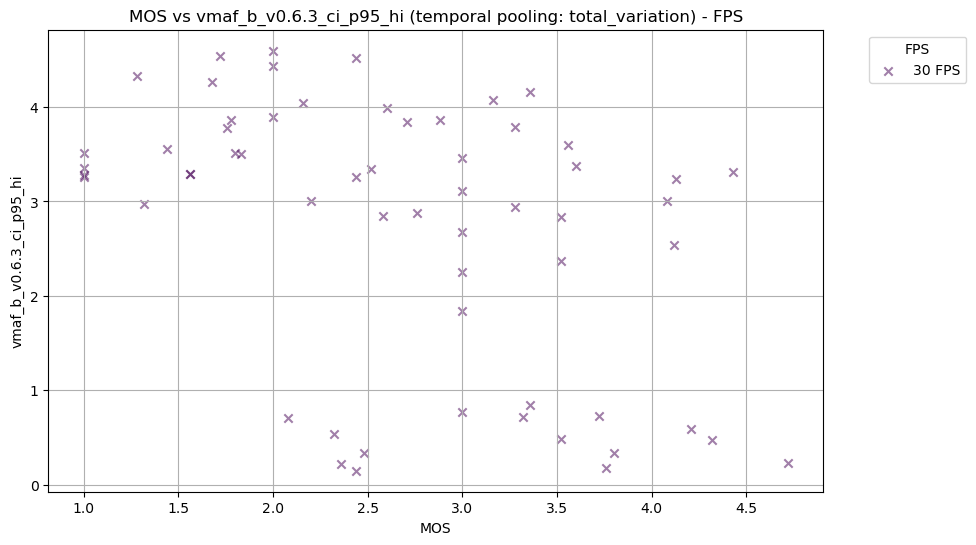 MOS vs vmaf_b_v0.6.3_ci_p95_hi (temporal pooling: total_variation) - FPS
FPS
30 FPS
vmaf_b_v0.6.3_ci_p95_hi
4
3
2
1
0
1.0 1.5 2.0 2.5 3.0 3.5 4.0 4.5
MOS